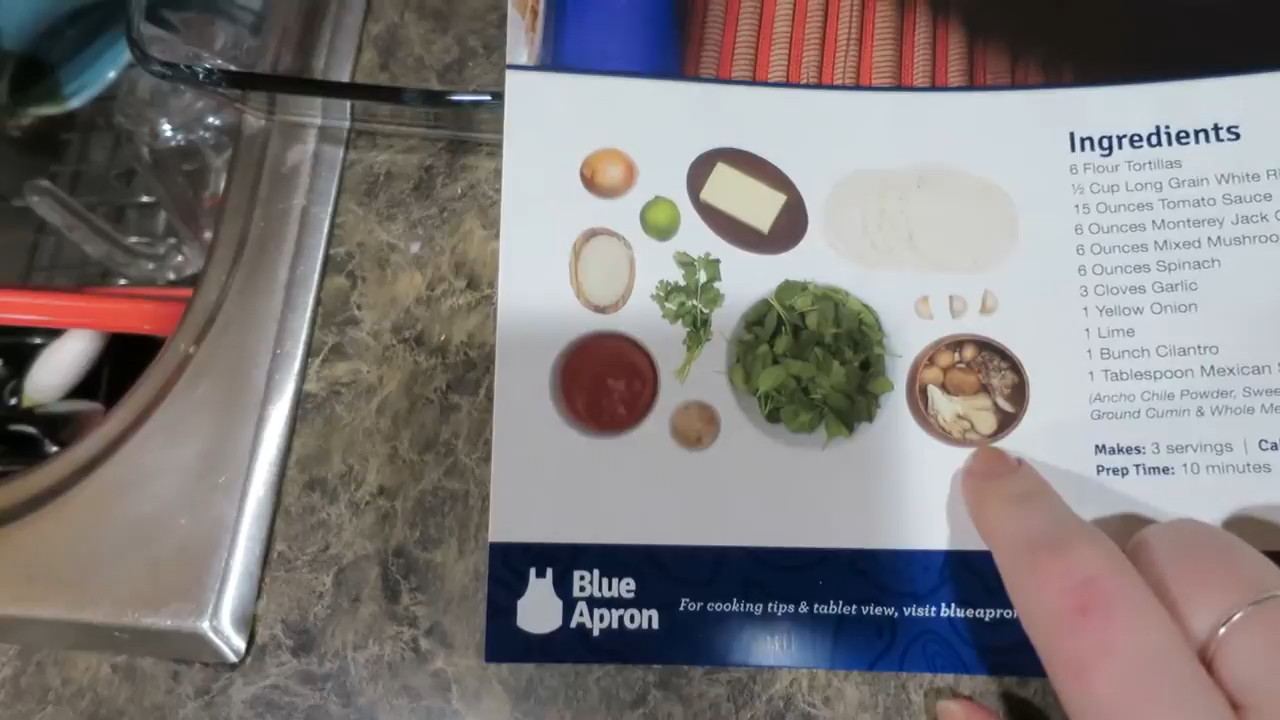 Ingredients
6 Flour Tortillas
½ Cup Long Grain White
15 Ounces Tomato Sauce
6 Ounces Monterey Jack
6 Ounces Mixed
6 Ounces Spinach
3 Cloves Garlic
1 Yellow Onion
1 Lime
1 Bunch Cilantro
1 Tablespoon Mexican
(Ancho Chile Powder,
Ground Cumin & Whole
Makes: 3 servings |
Prep Time: 10 minutes
Blue
Apron
For cooking tips & tablet view, visit